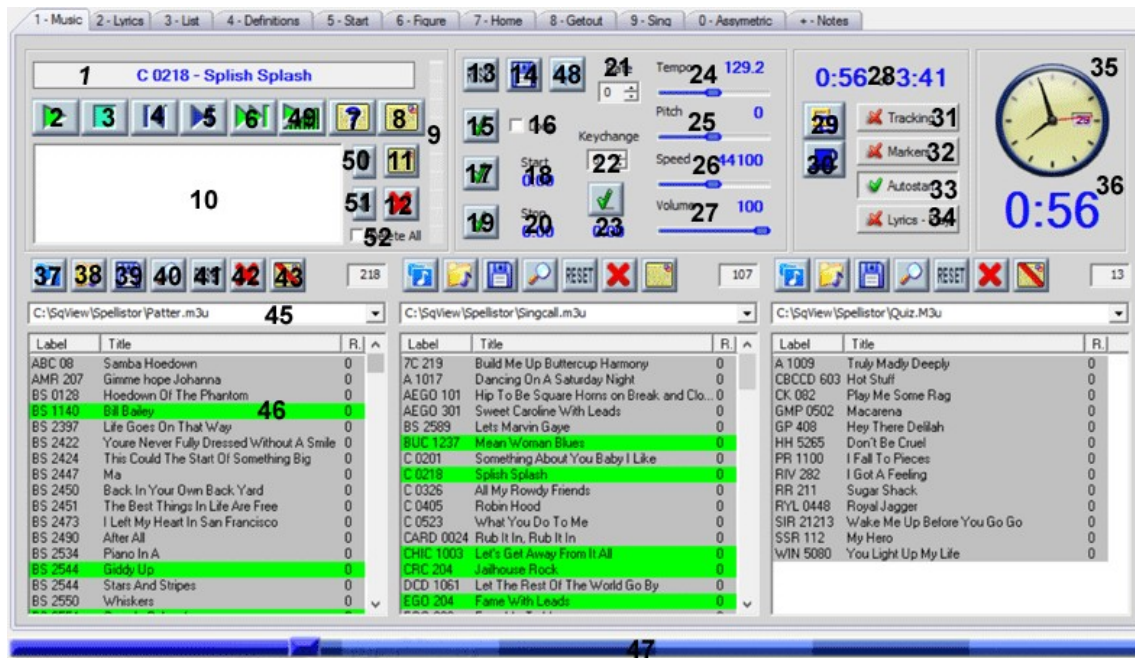 1 - Music 2 - Lyrics 3 - List 4 - Definitions 5 - Start 6 - Figure 7 - Home 8 - Getout 9 - Sing 0 - Assymetric + - Notes
1 C 0218 - Splish Splash
2 3 4 5 6 49 7 8 9
10 50 11
51 12
52 Delete All
13 14 48 21 Tempo 24 129.2
0
15 16 Pitch 25 0
Keychange
17 Start 18 22 Speed 26 44100
0:00
19 Stop 20 23 Volume 27 100
0:00 0:00
0:56 28 3:41
29 Tracking 31
30 Markers 32
Autostart 33
Lyrics - 34
35
29
36
0:56
37 38 39 40 41 42 43 218
RESET 107
RESET 13
C:\SqView\Spellistor\Patter.m3u 45
Label Title R.
ABC 08 Samba Hoedown 0
AMR 207 Gimme hope Johanna 0
BS 0128 Hoedown Of The Phantom 0
BS 1140 Bill Bailey 46 0
BS 2397 Life Goes On That Way 0
BS 2422 Youre Never Fully Dressed Without A Smile 0
BS 2424 This Could The Start Of Something Big 0
BS 2447 Ma 0
BS 2450 Back In Your Own Back Yard 0
BS 2451 The Best Things In Life Are Free 0
BS 2473 I Left My Heart In San Francisco 0
BS 2490 After All 0
BS 2534 Piano In A 0
BS 2544 Giddy Up 0
BS 2544 Stars And Stripes 0
BS 2550 Whiskers 0
C:\SqView\Spellistor\Singcall.m3u
Label Title R.
7C 219 Build Me Up Buttercup Harmony 0
A 1017 Dancing On A Saturday Night 0
AEGO 101 Hip To Be Square Horns on Break and Clo... 0
AEGO 301 Sweet Caroline With Leads 0
BS 2589 Lets Marvin Gaye 0
BUC 1237 Mean Woman Blues 0
C 0201 Something About You Baby I Like 0
C 0218 Splish Splash 0
C 0326 All My Rowdy Friends 0
C 0405 Robin Hood 0
C 0523 What You Do To Me 0
CARD 0024 Rub It In, Rub It In 0
CHIC 1003 Let's Get Away From It All 0
CRC 204 Jailhouse Rock 0
DCD 1061 Let The Rest Of The World Go By 0
EGO 204 Fame With Leads 0
C:\SqView\Spellistor\Quiz.M3u
Label Title R.
A 1009 Truly Madly Deeply 0
CBCCD 603 Hot Stuff 0
CK 082 Play Me Some Rag 0
GMP 0502 Macarena 0
GP 408 Hey There Delilah 0
HH 5265 Don't Be Cruel 0
PR 1100 I Fall To Pieces 0
RIV 282 I Got A Feeling 0
RR 211 Sugar Shack 0
RYL 0448 Royal Jagger 0
SIR 21213 Wake Me Up Before You Go Go 0
SSR 112 My Hero 0
WIN 5080 You Light Up My Life 0
47